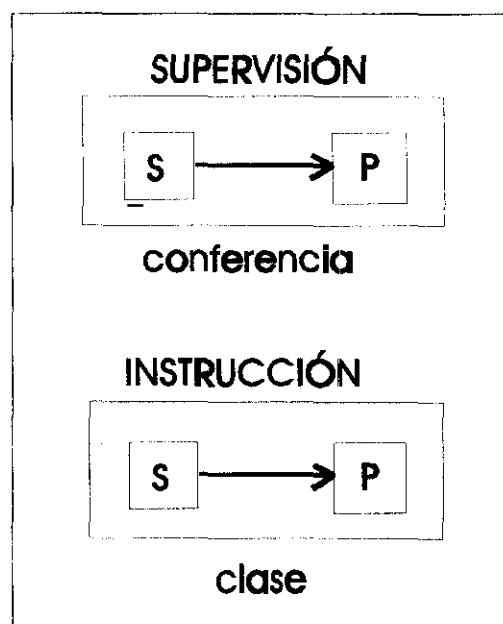 SUPERVISIÓN
S P
conferencia
INSTRUCCIÓN
S P
clase